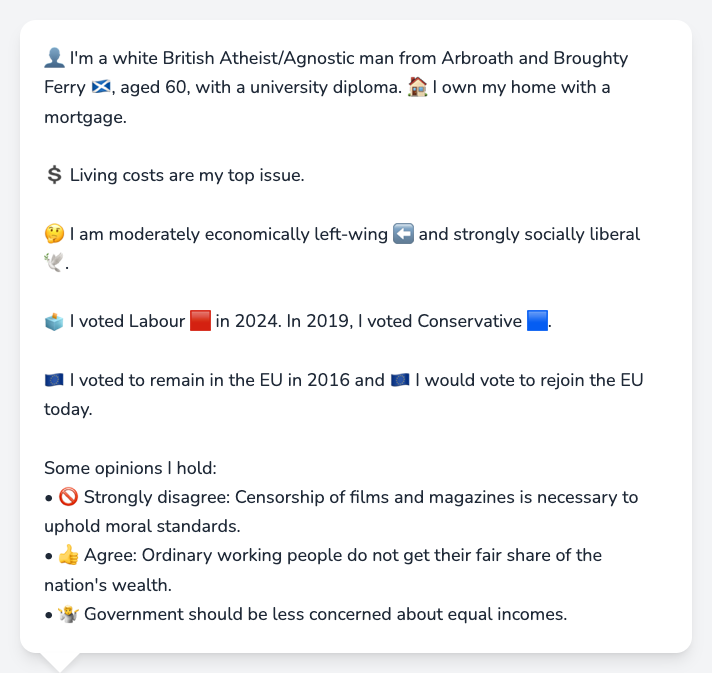 👤 I'm a white British Atheist/Agnostic man from Arbroath and Broughty
Ferry 🏴󠁧󠁢󠁳󠁣󠁴󠁿, aged 60, with a university diploma. 🏠 I own my home with a
mortgage.
💲 Living costs are my top issue.
🤔 I am moderately economically left-wing ⬅️ and strongly socially liberal
🕊️.
🗳️ I voted Labour 🟥 in 2024. In 2019, I voted Conservative 🟦.
🇪🇺 I voted to remain in the EU in 2016 and 🇪🇺 I would vote to rejoin the EU
today.
Some opinions I hold:
• 🚫 Strongly disagree: Censorship of films and magazines is necessary to
uphold moral standards.
• 👍 Agree: Ordinary working people do not get their fair share of the
nation's wealth.
• 🤷 Government should be less concerned about equal incomes.